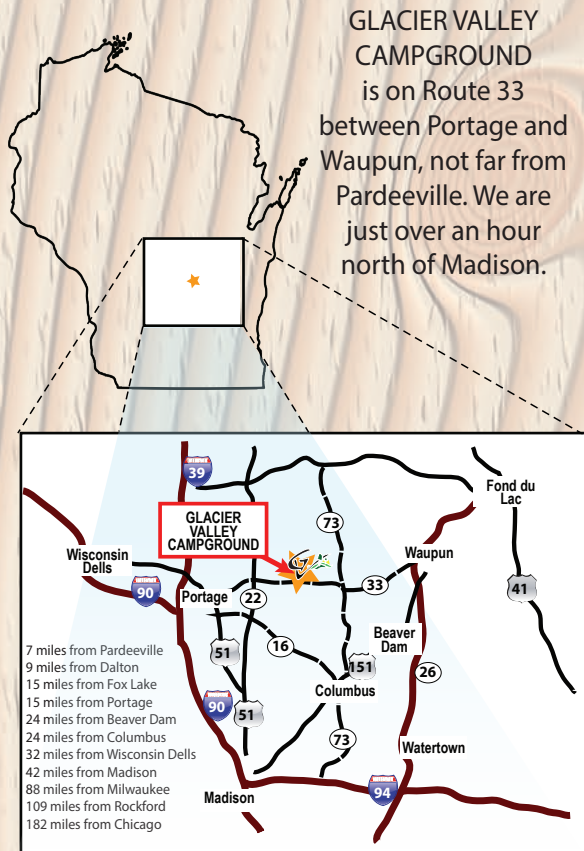 GLACIER VALLEY
CAMPGROUND
is on Route 33
between Portage and
Waupun, not far from
Pardeeville. We are
just over an hour
north of Madison.
39
Fond du
Lac
GLACIER
VALLEY
CAMPGROUND
73
Waupun
Wisconsin
Dells
90
Portage
22
33
41
51
16
Beaver
Dam
151
26
Columbus
90
51
73
Watertown
Madison
94
7 miles from Pardeeville
9 miles from Dalton
15 miles from Fox Lake
15 miles from Portage
24 miles from Beaver Dam
24 miles from Columbus
32 miles from Wisconsin Dells
42 miles from Madison
88 miles from Milwaukee
109 miles from Rockford
182 miles from Chicago